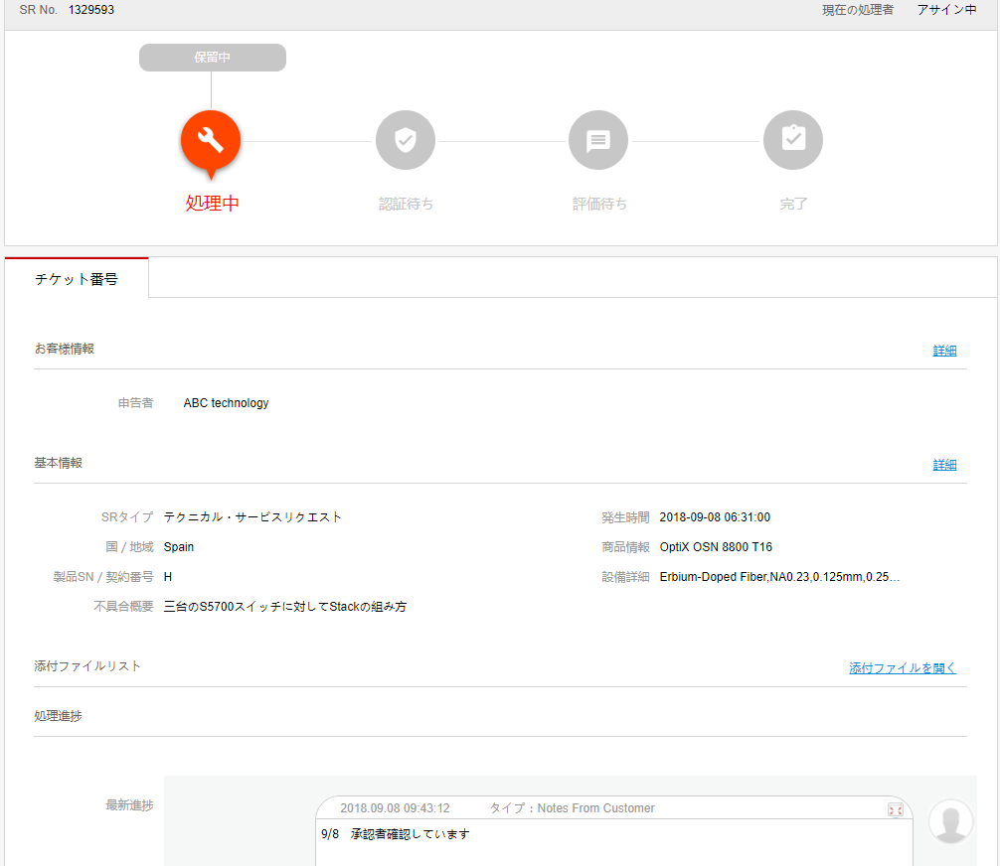 SR No. 1329593 現在の処理者 アサイン中
保留中
処理中 認証待ち 評価待ち 完了
チケット番号
お客様情報 詳細
申告者 ABC technology
基本情報 詳細
SRタイプ テクニカル・サービスリクエスト 発生時間 2018-09-08 06:31:00
国 / 地域 Spain 商品情報 OptiX OSN 8800 T16
製品SN / 契約番号 H 設備詳細 Erbium-Doped Fiber,NA0.23,0.125mm,0.25...
不具合概要 三台のS5700スイッチに対してStackの組み方
添付ファイルリスト 添付ファイルを開く
処理進捗
最新進捗 2018.09.08 09:43:12 タイプ：Notes From Customer
9/8 承認者確認しています